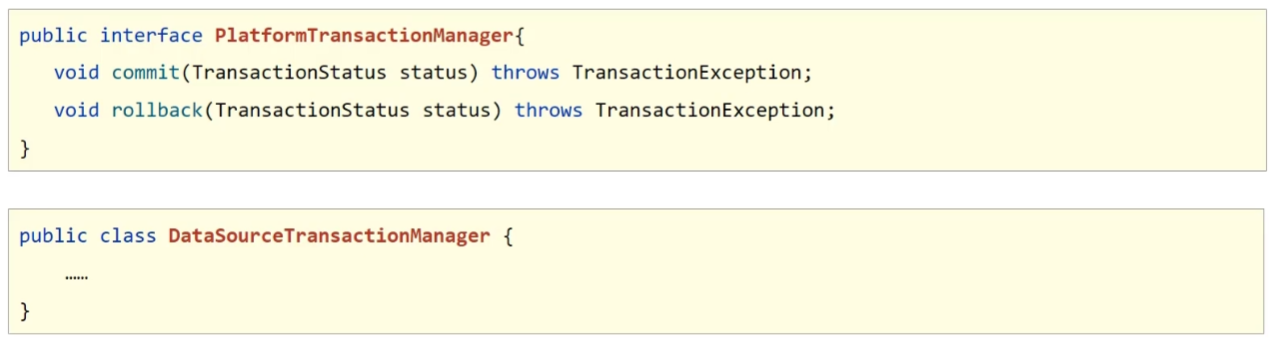 public interface PlatformTransactionManager{
void commit(TransactionStatus status) throws TransactionException;
void rollback(TransactionStatus status) throws TransactionException;
}
public class DataSourceTransactionManager {
……
}